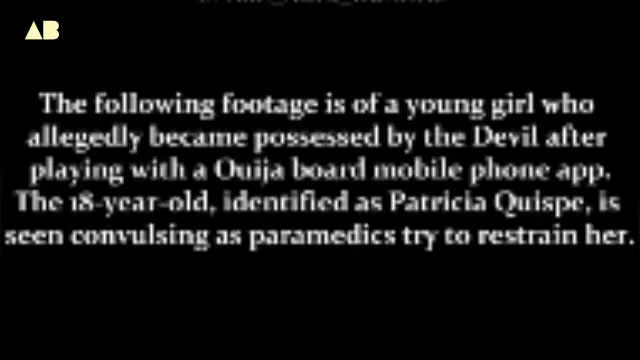 AB
The following footage is of a young girl who
allegedly became possessed by the Devil after
playing with a Ouija board mobile phone app.
The 18-year-old, identified as Patricia Quispe, is
seen convulsing as paramedics try to restrain her.